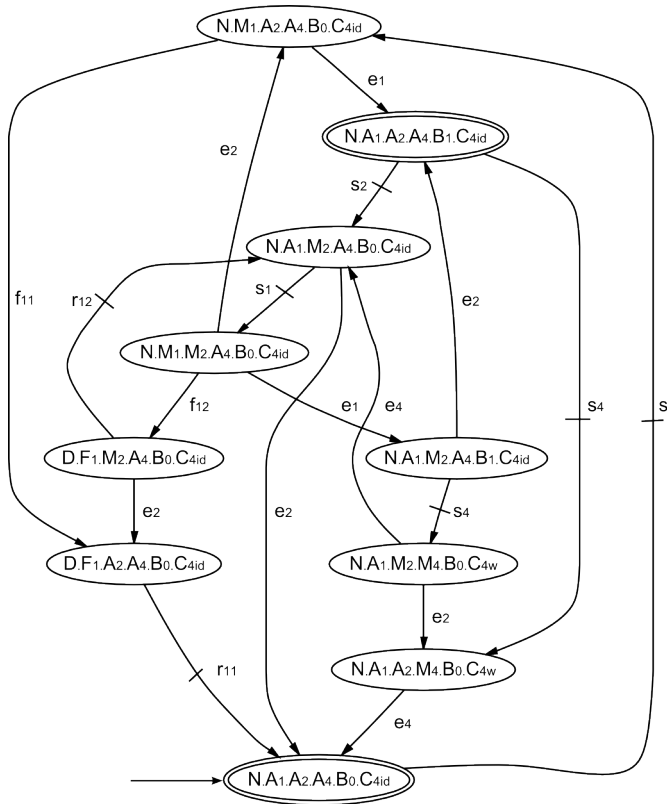 N.M1.A2.A4.B0.C4id
e1
N.A1.A2.A4.B1.C4id
e2
s2
N.A1.M2.A4.B0.C4id
f11
r12
s1
e2
N.M1.M2.A4.B0.C4id
f12
e1
e4
s4
s
D.F1.M2.A4.B0.C4id
N.A1.M2.A4.B1.C4id
e2
e2
s4
D.F1.A2.A4.B0.C4id
N.A1.M2.M4.B0.C4w
e2
r11
N.A1.A2.M4.B0.C4w
e4
N.A1.A2.A4.B0.C4id